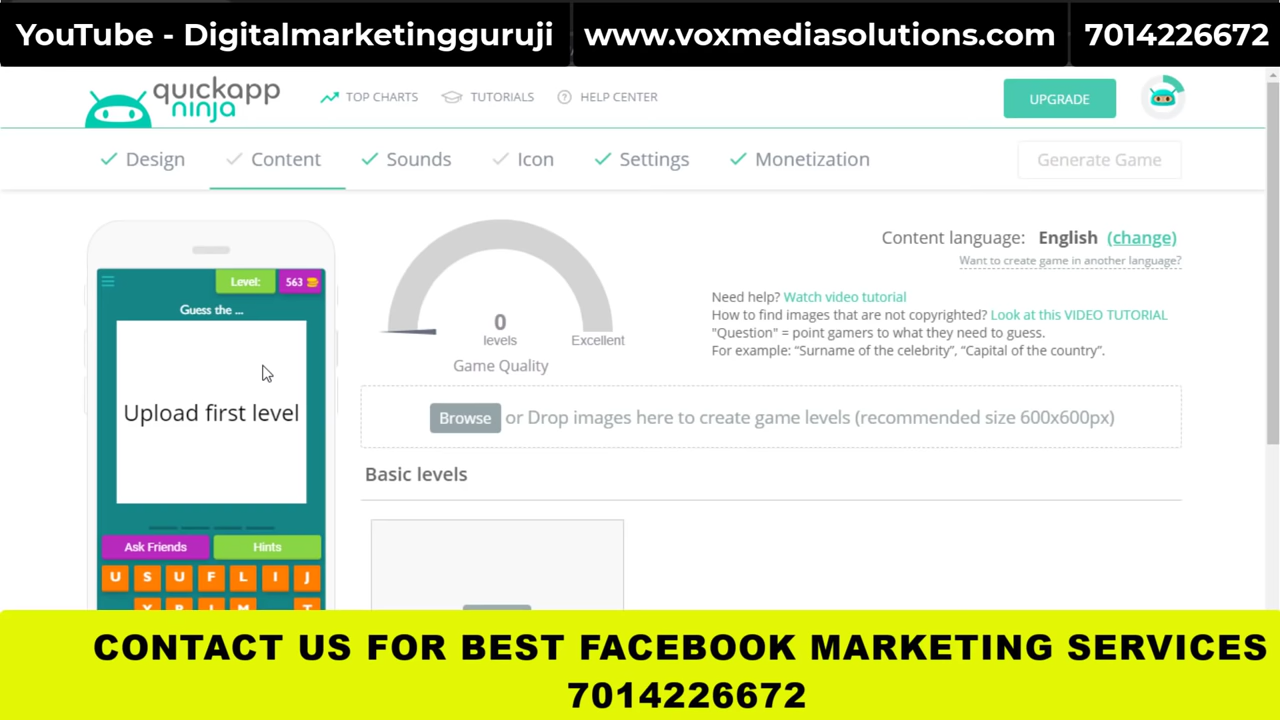 YouTube - Digitalmarketingguruji
www.voxmediasolutions.com
7014226672
quickapp
ninja
TOP CHARTS
TUTORIALS
HELP CENTER
UPGRADE
Design
Content
Sounds
Icon
Settings
Monetization
Generate Game
Level:
563
Guess the ...
Upload first level
Ask Friends
Hints
U S U F L I J
0
levels
Excellent
Game Quality
Content language: English (change)
Want to create game in another language?
Need help? Watch video tutorial
How to find images that are not copyrighted? Look at this VIDEO TUTORIAL
"Question" = point gamers to what they need to guess.
For example: “Surname of the celebrity”, “Capital of the country”.
Browse or Drop images here to create game levels (recommended size 600x600px)
Basic levels
CONTACT US FOR BEST FACEBOOK MARKETING SERVICES
7014226672